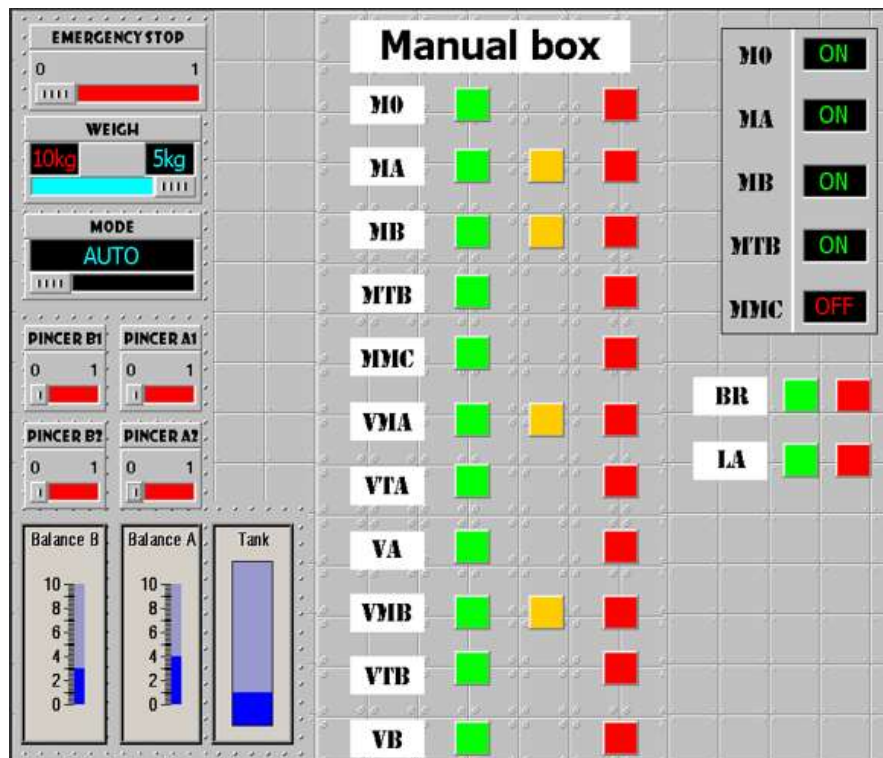 EMERGENCY STOP
0 1
WEIGH
10kg 5kg
MODE
AUTO
PINCER B1 PINCER A1
0 1 0 1
PINCER B2 PINCER A2
0 1 0 1
Balance B Balance A Tank
10 10
8 8
6 6
4 4
2 2
0 0
Manual box
MO
MA
MB
MTB
MMC
VMA
VTA
VA
VMB
VTB
VB
MO ON
MA ON
MB ON
MTB ON
MMC OFF
BR
LA